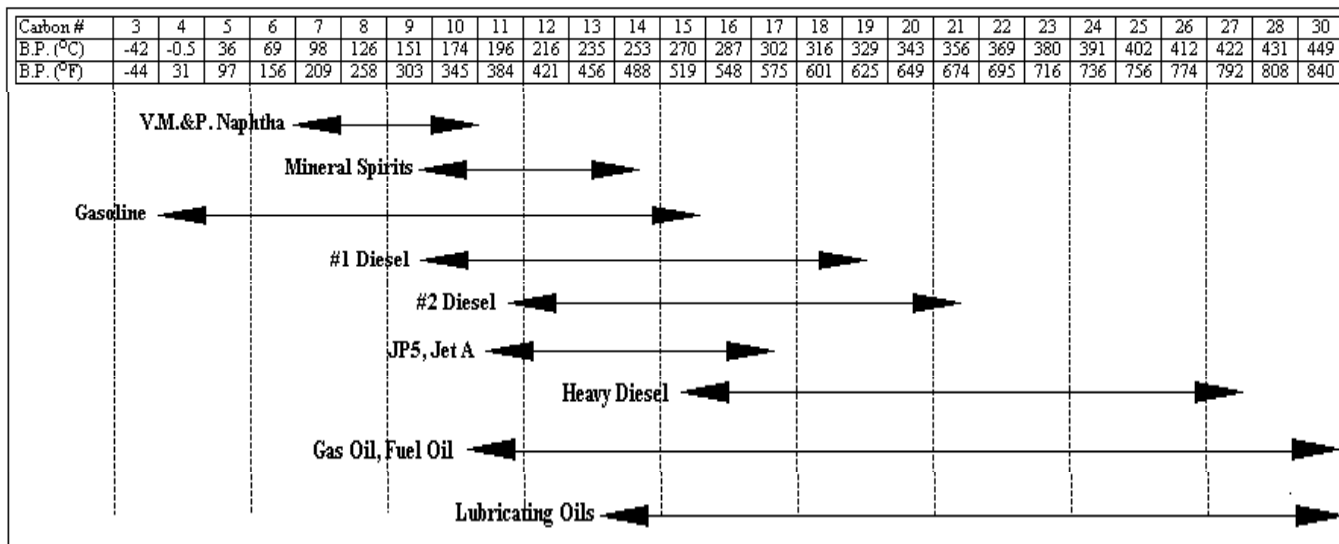 Carbon # 3 4 5 6 7 8 9 10 11 12 13 14 15 16 17 18 19 20 21 22 23 24 25 26 27 28 30
B.P. (⁰C) -42 -0.5 36 69 98 126 151 174 196 216 235 253 270 287 302 316 329 343 356 369 380 391 402 412 422 431 449
B.P. (⁰F) -44 31 97 156 209 258 303 345 384 421 456 488 519 548 575 601 625 649 674 695 716 736 756 774 792 808 840
V.M.&P. Naphtha
Mineral Spirits
Gasoline
#1 Diesel
#2 Diesel
JP5, Jet A
Heavy Diesel
Gas Oil, Fuel Oil
Lubricating Oils